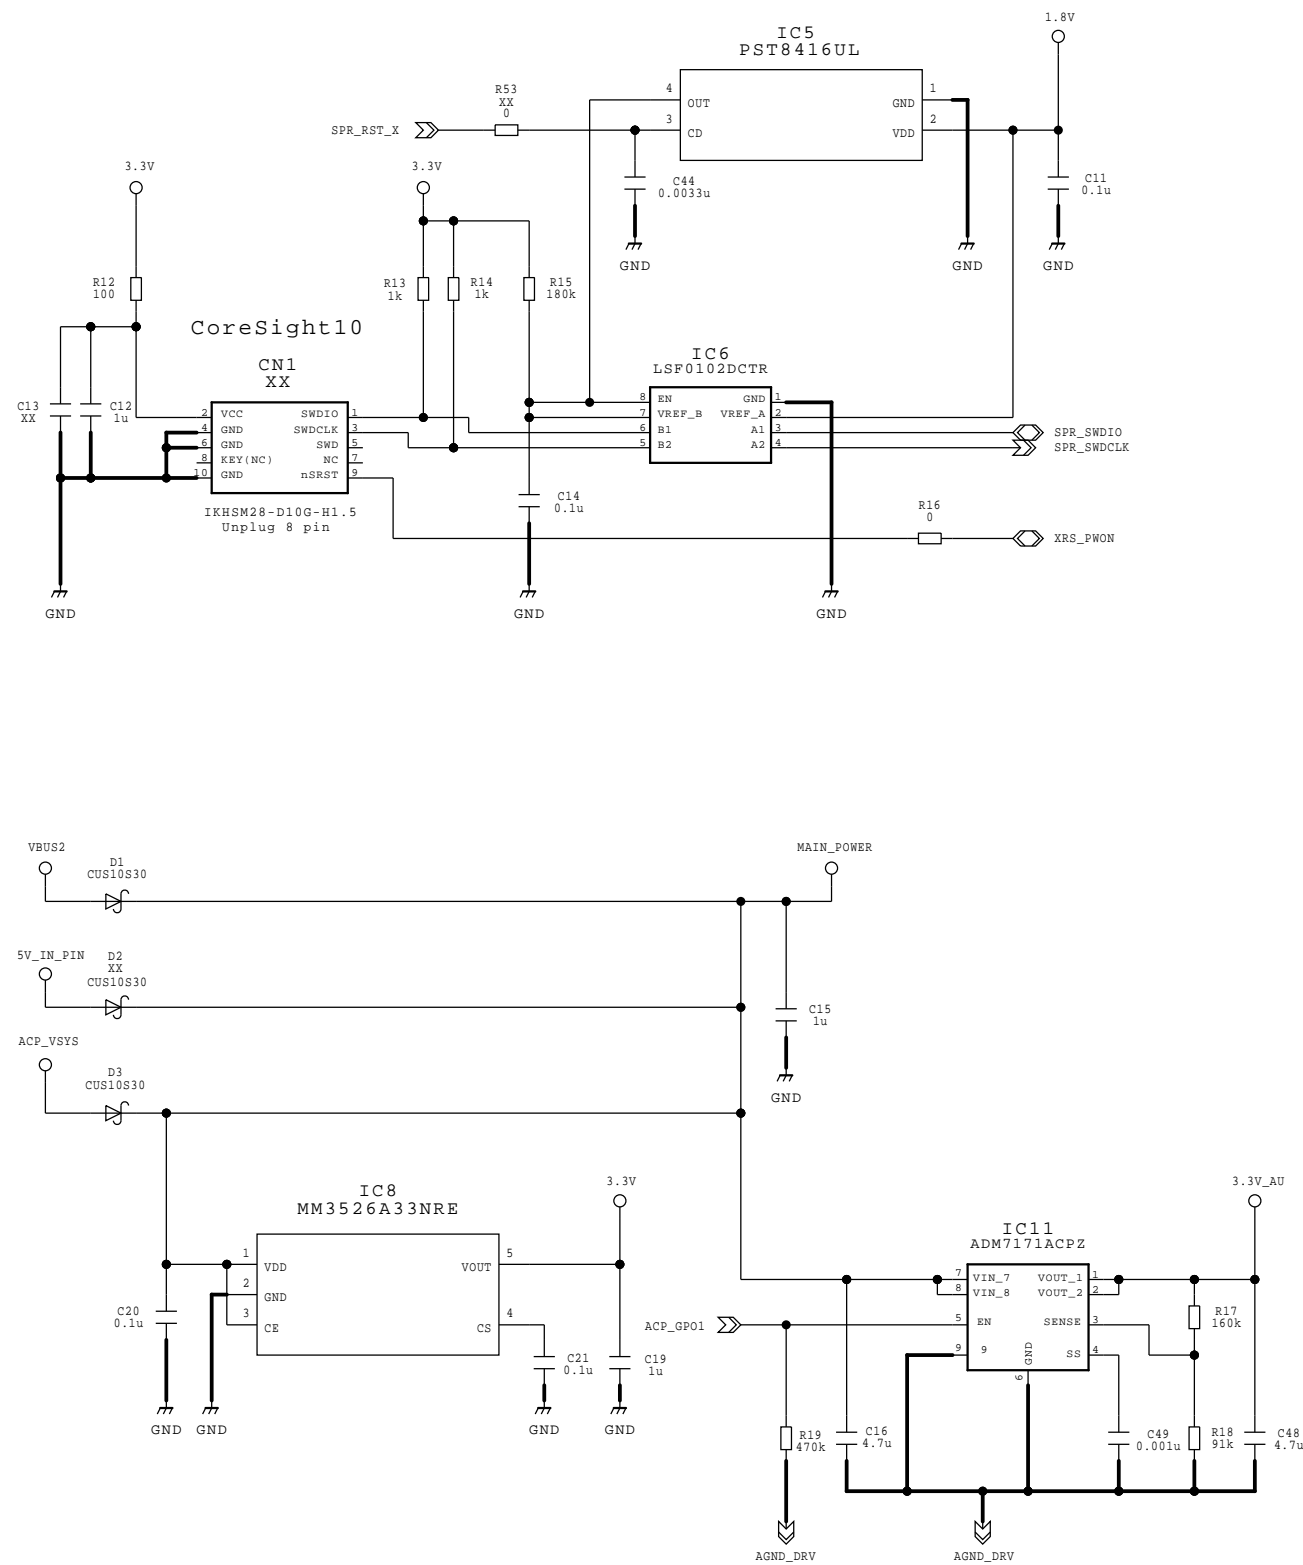 1.8V
IC5
PST8416UL
R53
XX
0
SPR_RST_X
4
OUT
3
CD
1
GND
2
VDD
C44
0.0033u
GND
GND
C11
0.1u
GND
3.3V
3.3V
R12
100
R13
1k
R14
1k
R15
180k
CoreSight10
CN1
XX
C13
XX
C12
1u
2 VCC SWDIO 1
4 GND SWDCLK 3
6 GND SWD 5
8 KEY(NC) NC 7
10 GND nSRST 9
IKHSM28-D10G-H1.5
Unplug 8 pin
IC6
LSF0102DCTR
8 EN GND 1
7 VREF_B VREF_A 2
6 B1 A1 3
5 B2 A2 4
SPR_SWDIO
SPR_SWDCLK
C14
0.1u
R16
0
XRS_PWON
GND
GND
GND
VBUS2
D1
CUS10S30
MAIN_POWER
5V_IN_PIN
D2
XX
CUS10S30
C15
1u
GND
ACP_VSYS
D3
CUS10S30
IC8
MM3526A33NRE
3.3V
1
VDD
2
GND
3
CE
VOUT
5
CS
4
C20
0.1u
C21
0.1u
C19
1u
GND
GND
GND
GND
3.3V_AU
IC11
ADM7171ACPZ
7 VIN_7 VOUT_1 1
8 VIN_8 VOUT_2 2
ACP_GPO1
5 EN SENSE 3
9 9 GND SS 4
6
R17
160k
R19
470k
C16
4.7u
C49
0.001u
R18
91k
C48
4.7u
AGND_DRV
AGND_DRV